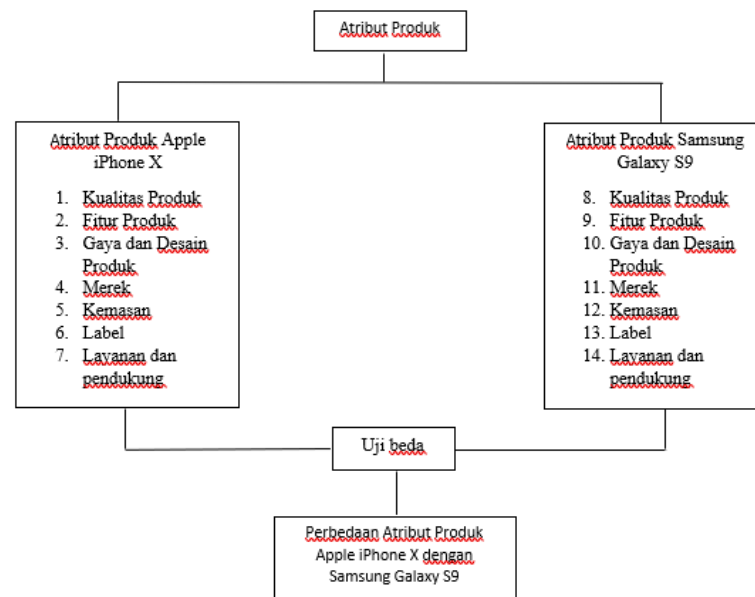 Atribut Produk
Atribut Produk Apple
iPhone X
1. Kualitas Produk
2. Fitur Produk
3. Gaya dan Desain
Produk
4. Merek
5. Kemasan
6. Label
7. Layanan dan
pendukung
Atribut Produk Samsung
Galaxy S9
8. Kualitas Produk
9. Fitur Produk
10. Gaya dan Desain
Produk
11. Merek
12. Kemasan
13. Label
14. Layanan dan
pendukung
Uji beda
Perbedaan Atribut Produk
Apple iPhone X dengan
Samsung Galaxy S9